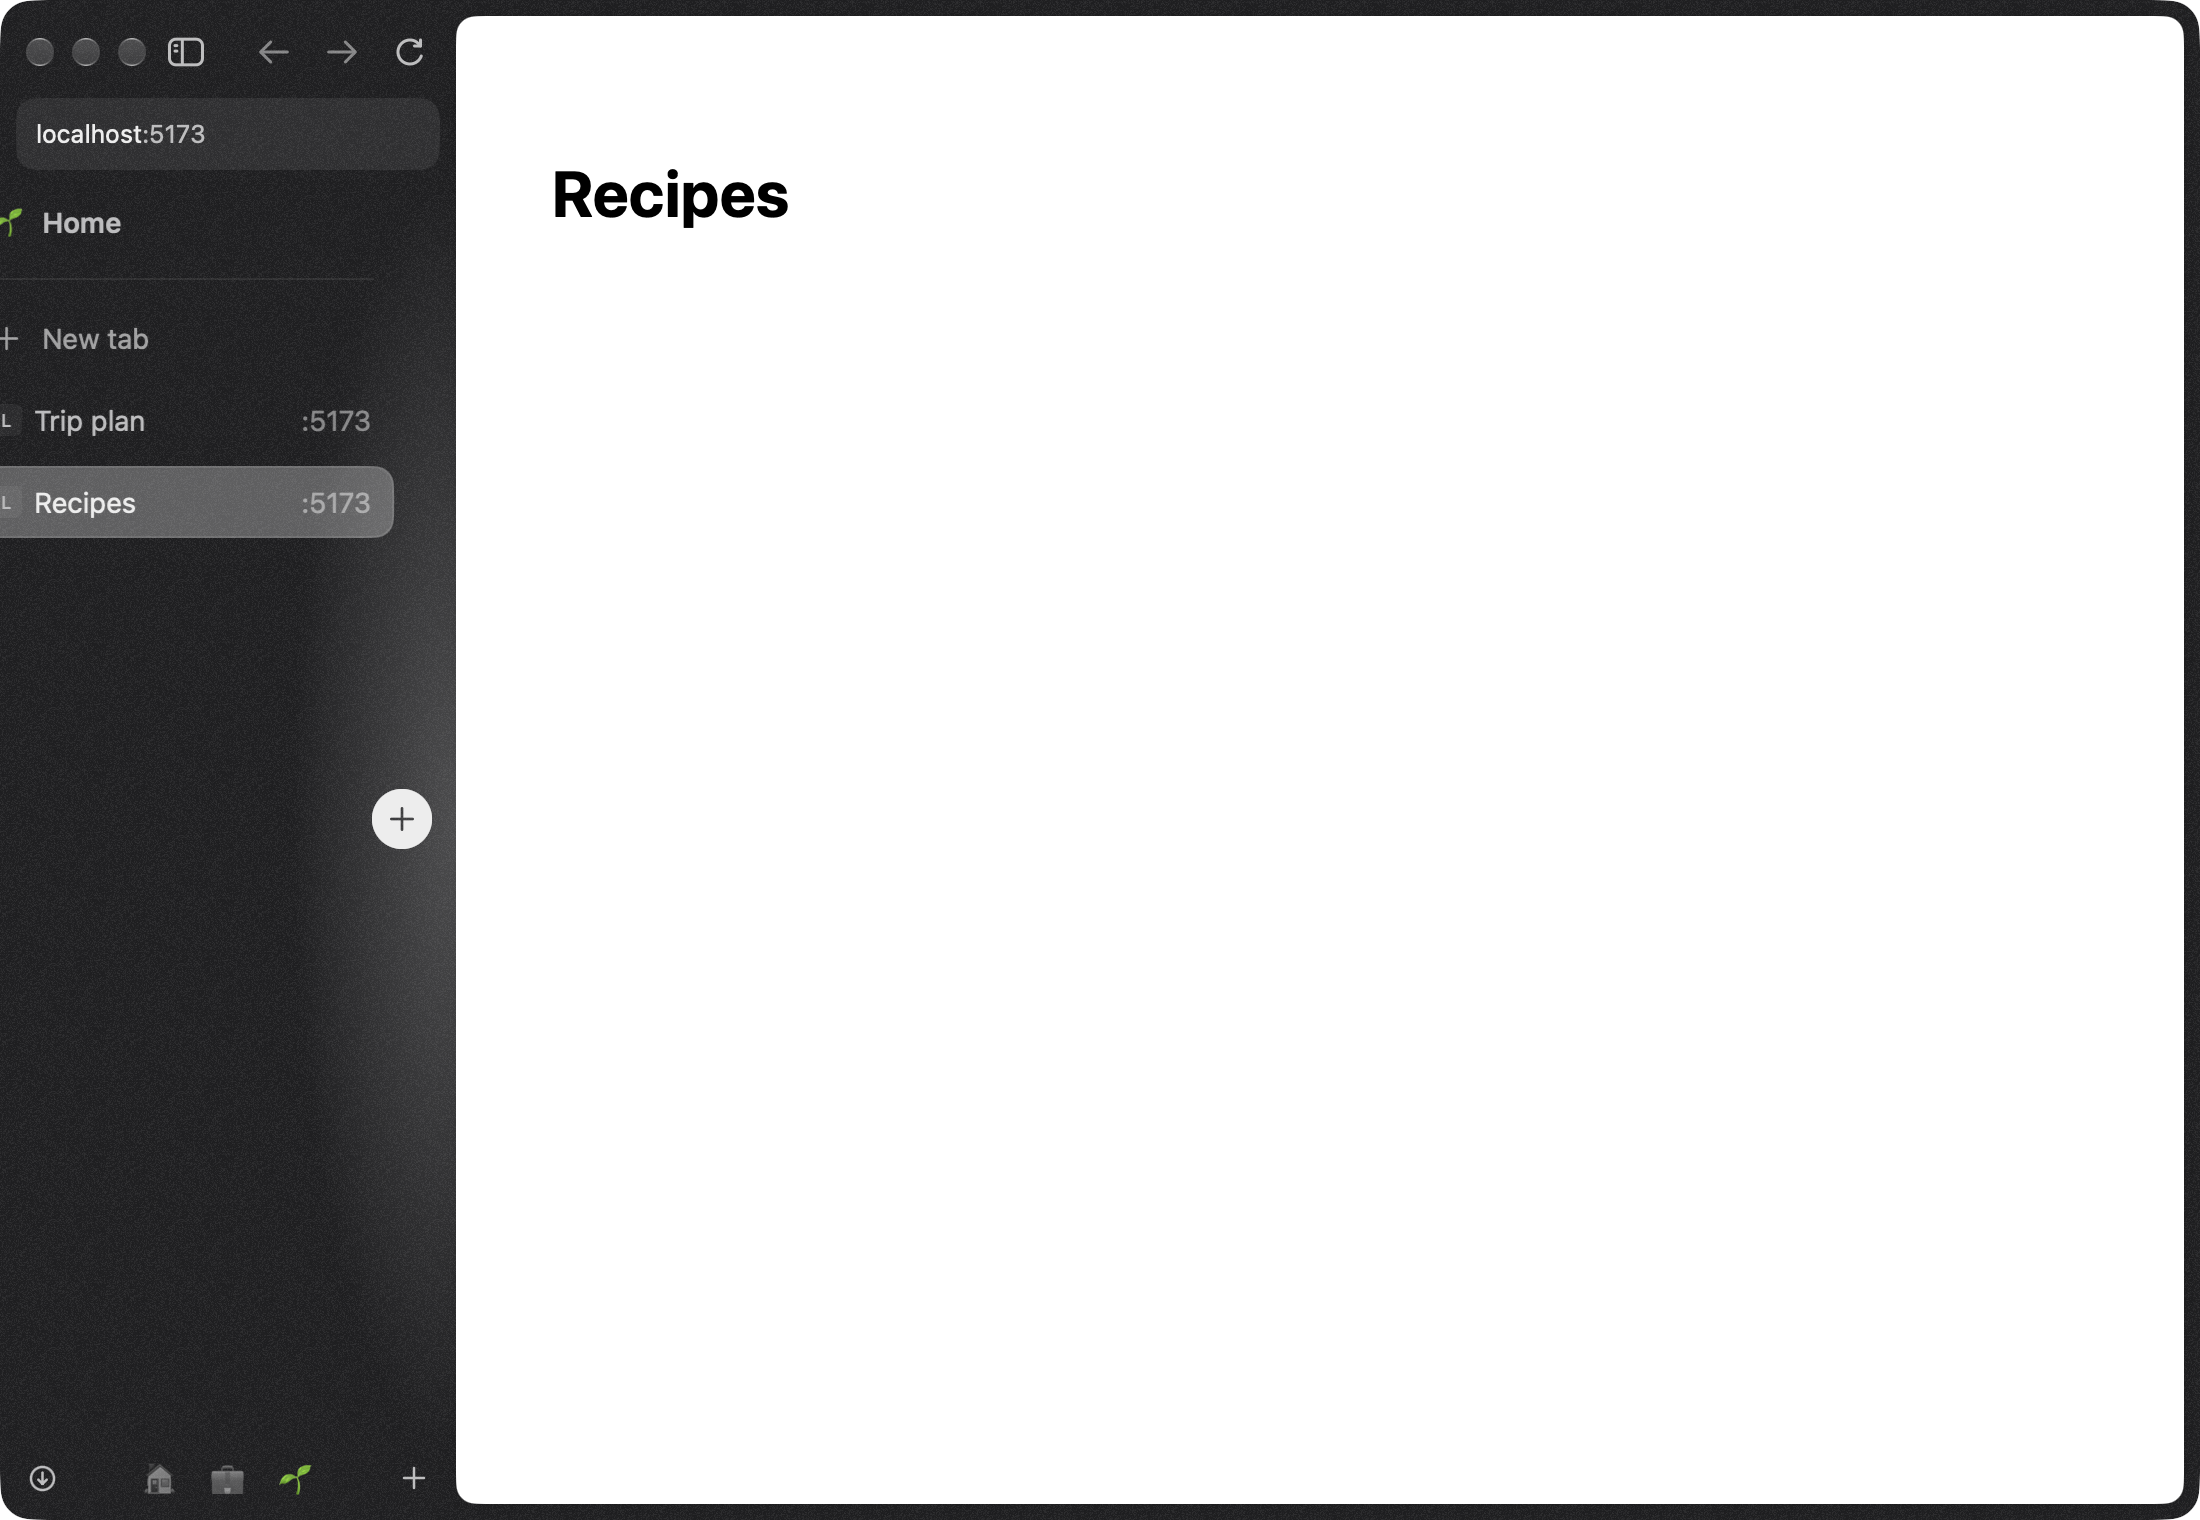 localhost:5173
Home
New tab
L Trip plan :5173
L Recipes :5173
Recipes